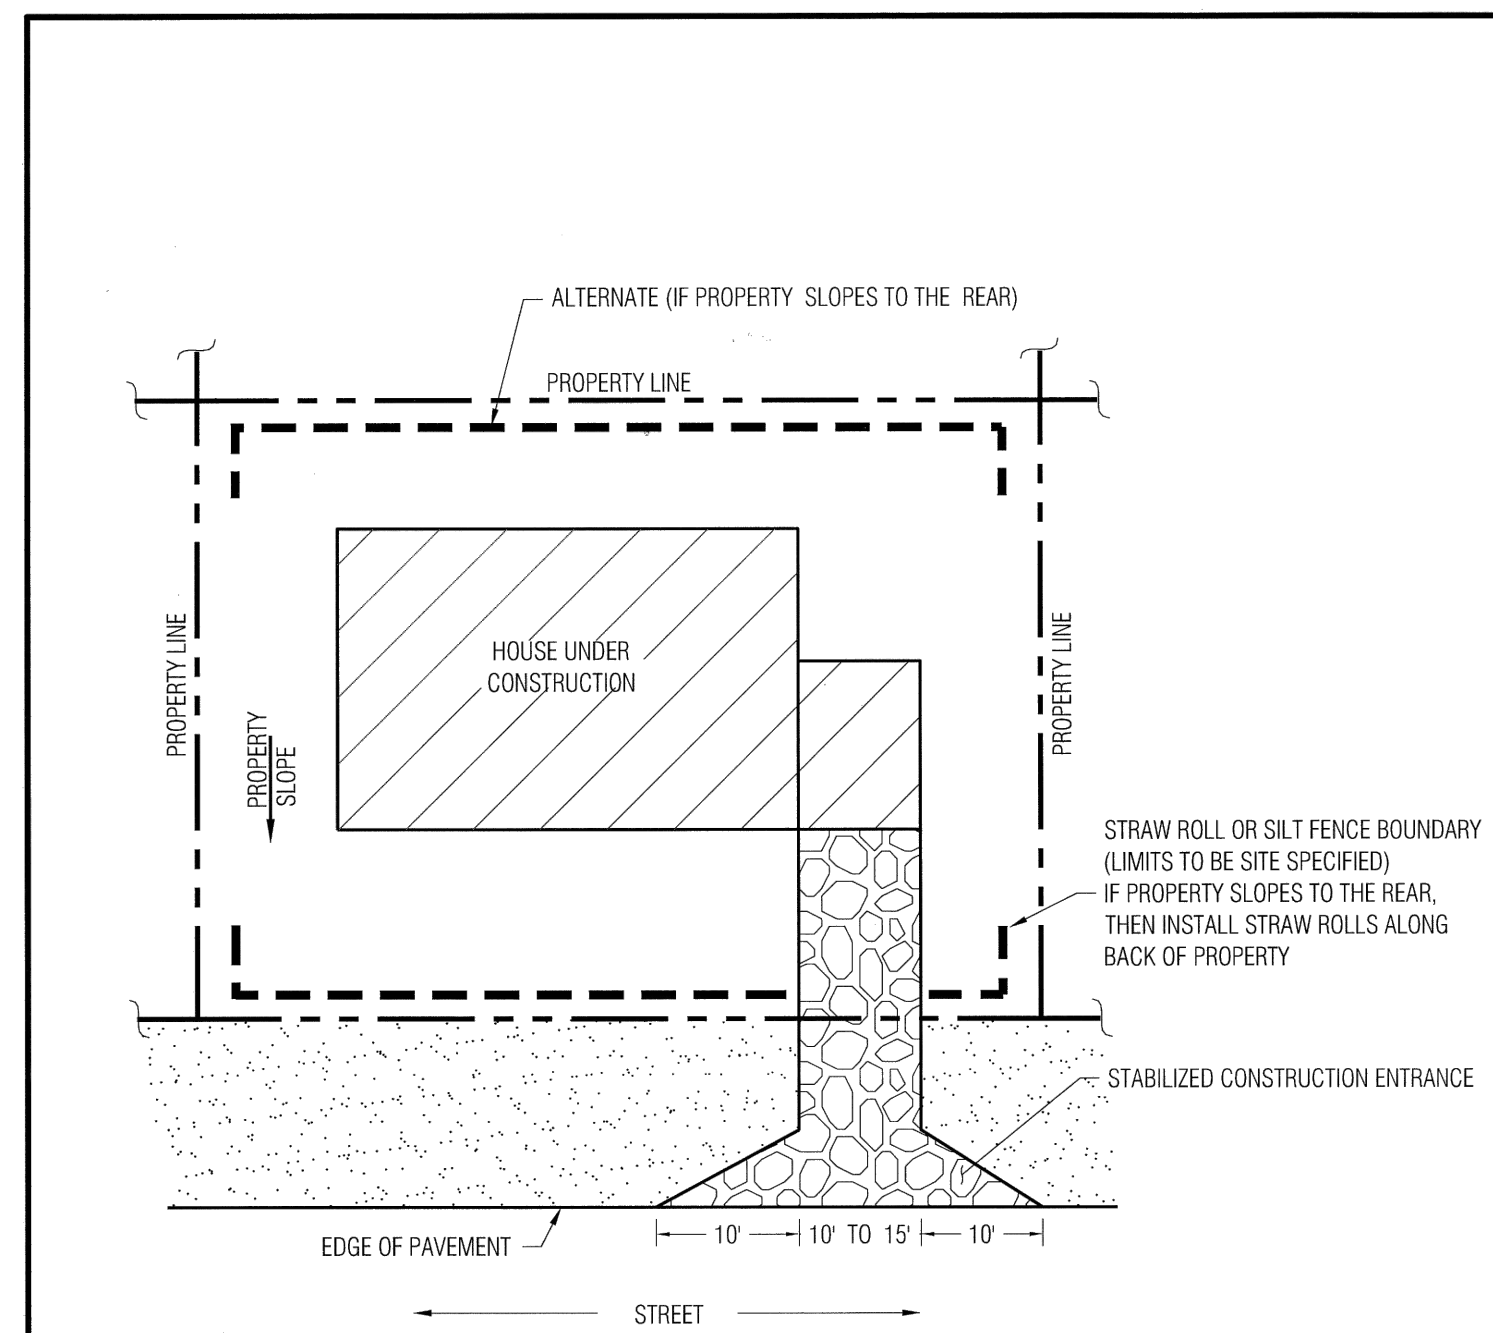 ALTERNATE (IF PROPERTY SLOPES TO THE REAR)
PROPERTY LINE
PROPERTY LINE
PROPERTY LINE
HOUSE UNDER
CONSTRUCTION
PROPERTY
SLOPE
STRAW ROLL OR SILT FENCE BOUNDARY
(LIMITS TO BE SITE SPECIFIED)
IF PROPERTY SLOPES TO THE REAR,
THEN INSTALL STRAW ROLLS ALONG
BACK OF PROPERTY
STABILIZED CONSTRUCTION ENTRANCE
10' 10' TO 15' 10'
EDGE OF PAVEMENT
STREET